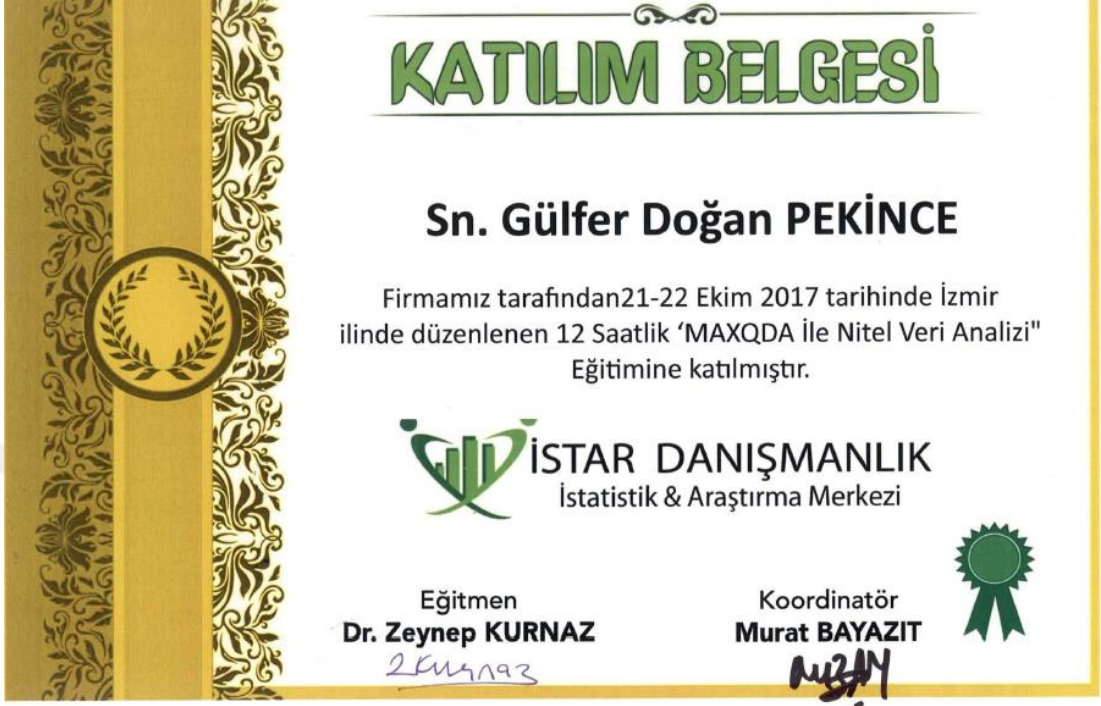 KATILIM BELGESİ
Sn. Gülfer Doğan PEKİNCE
Firmamız tarafından21-22 Ekim 2017 tarihinde İzmir
ilinde düzenlenen 12 Saatlik ‘MAXQDA İle Nitel Veri Analizi"
Eğitimine katılmıştır.
İSTAR DANIŞMANLIK
İstatistik & Araştırma Merkezi
Eğitmen
Dr. Zeynep KURNAZ
Koordinatör
Murat BAYAZIT